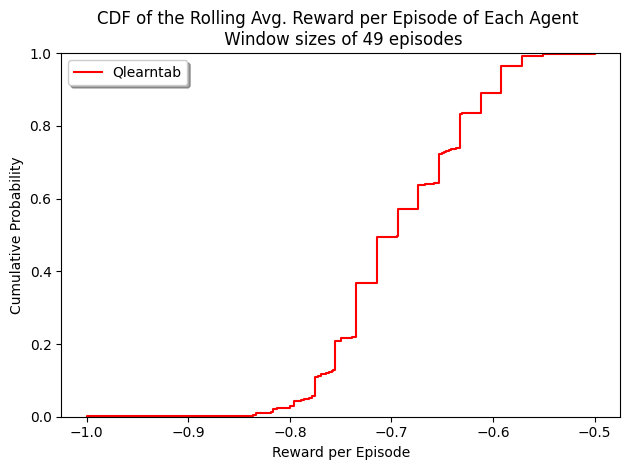 CDF of the Rolling Avg. Reward per Episode of Each Agent
Window sizes of 49 episodes
Qlearntab
Cumulative Probability
1.0
0.8
0.6
0.4
0.2
0.0
−1.0 −0.9 −0.8 −0.7 −0.6 −0.5
Reward per Episode